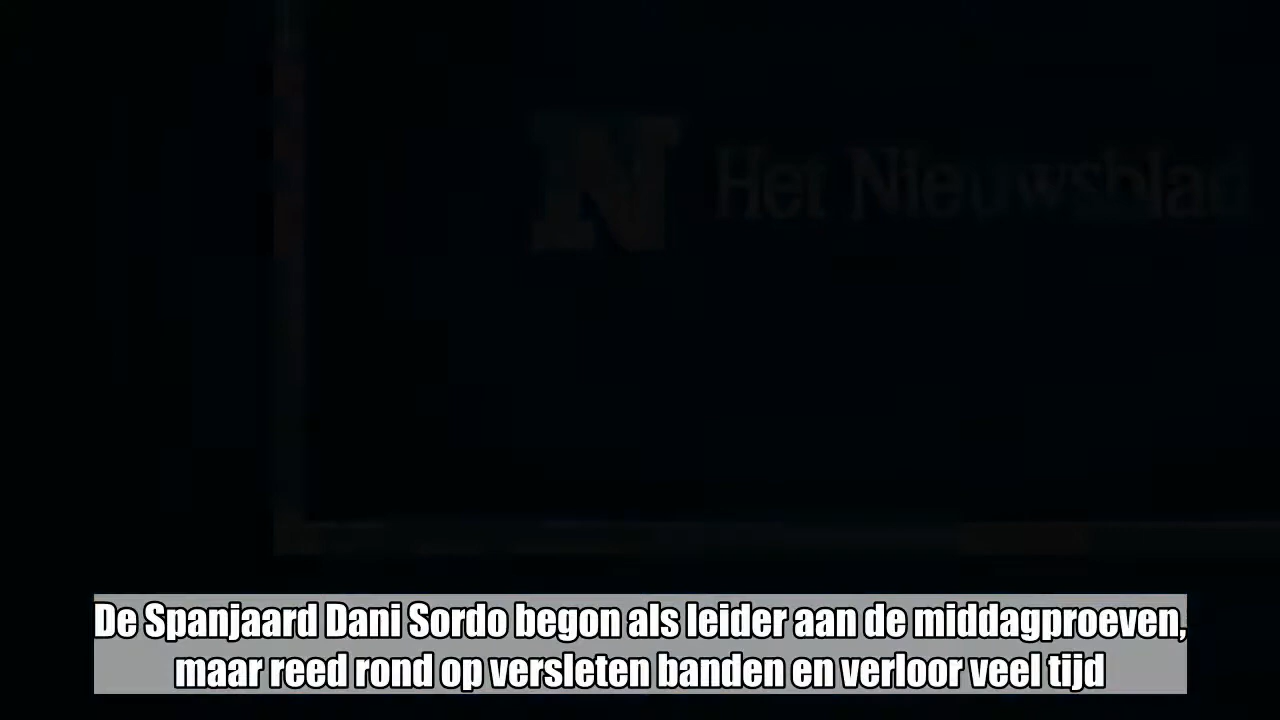 N Het Nieuwsblad
De Spanjaard Dani Sordo begon als leider aan de middagproeven,
maar reed rond op versleten banden en verloor veel tijd